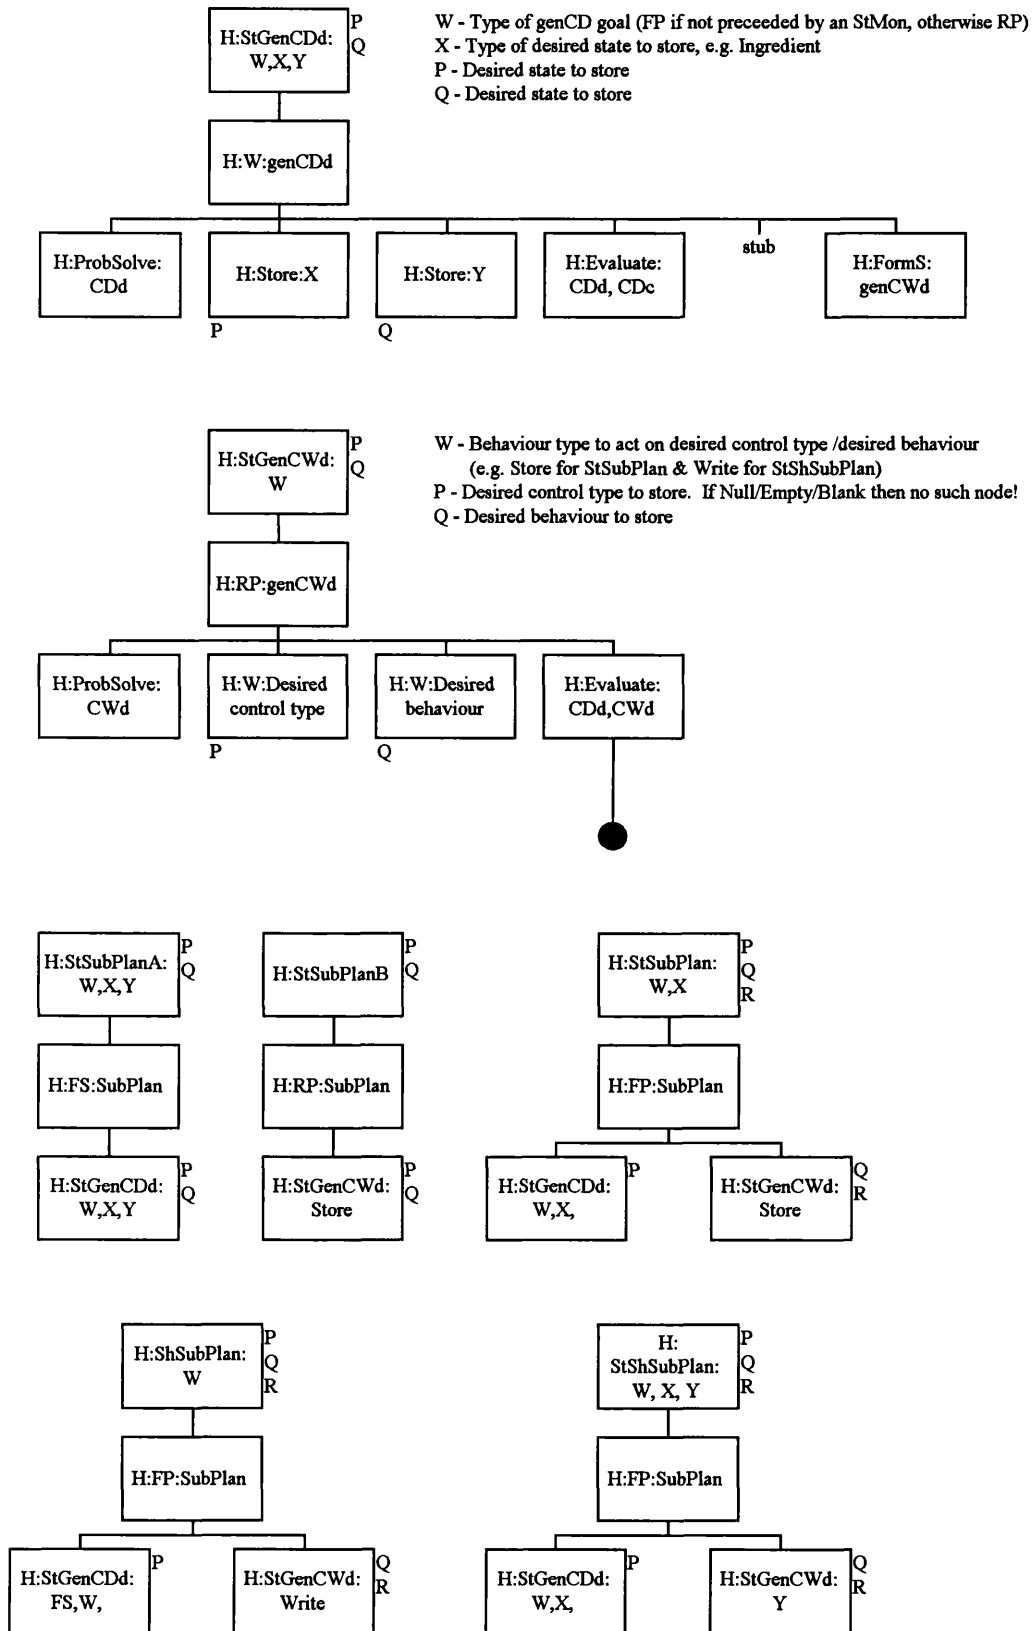 H:StGenCDd:
W,X,Y
P
Q
W - Type of genCD goal (FP if not preceeded by an StMon, otherwise RP)
X - Type of desired state to store, e.g. Ingredient
P - Desired state to store
Q - Desired state to store
H:W:genCDd
H:ProbSolve:
CDd
H:Store:X
P
H:Store:Y
Q
H:Evaluate:
CDd, CDc
stub
H:FormS:
genCWd
H:StGenCWd:
W
P
Q
W - Behaviour type to act on desired control type /desired behaviour
(e.g. Store for StSubPlan & Write for StShSubPlan)
P - Desired control type to store. If Null/Empty/Blank then no such node!
Q - Desired behaviour to store
H:RP:genCWd
H:ProbSolve:
CWd
H:W:Desired
control type
P
H:W:Desired
behaviour
Q
H:Evaluate:
CDd,CWd
H:StSubPlanA:
W,X,Y
P
Q
H:FS:SubPlan
H:StGenCDd:
W,X,Y
P
Q
H:StSubPlanB
P
Q
H:RP:SubPlan
H:StGenCWd:
Store
P
Q
H:StSubPlan:
W,X
P
Q
R
H:FP:SubPlan
H:StGenCDd:
W,X,
P
H:StGenCWd:
Store
Q
R
H:ShSubPlan:
W
P
Q
R
H:FP:SubPlan
H:StGenCDd:
FS,W,
P
H:StGenCWd:
Write
Q
R
H:
StShSubPlan:
W, X, Y
P
Q
R
H:FP:SubPlan
H:StGenCDd:
W,X,
P
H:StGenCWd:
Y
Q
R